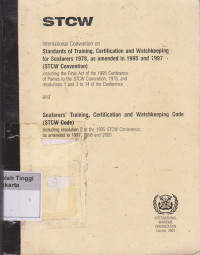 STCW
International Convention on
Standards of Training, Certification and Watchkeeping
for Seafarers 1978, as amended in 1995 and 1997
(STCW Convention)
including the Final Act of the 1995 Conference
of Parties to the STCW Convention, 1978, and
resolutions 1 and 3 to 14 of the Conference
and
Seafarers' Training, Certification and Watchkeeping Code
(STCW Code)
including resolution 2 of the 1995 STCW Conference,
as amended in 1997, 1998 and 2000
olah Tinggi
akarta
INTERNATIONAL
MARITIME
ORGANIZATION
London, 2001